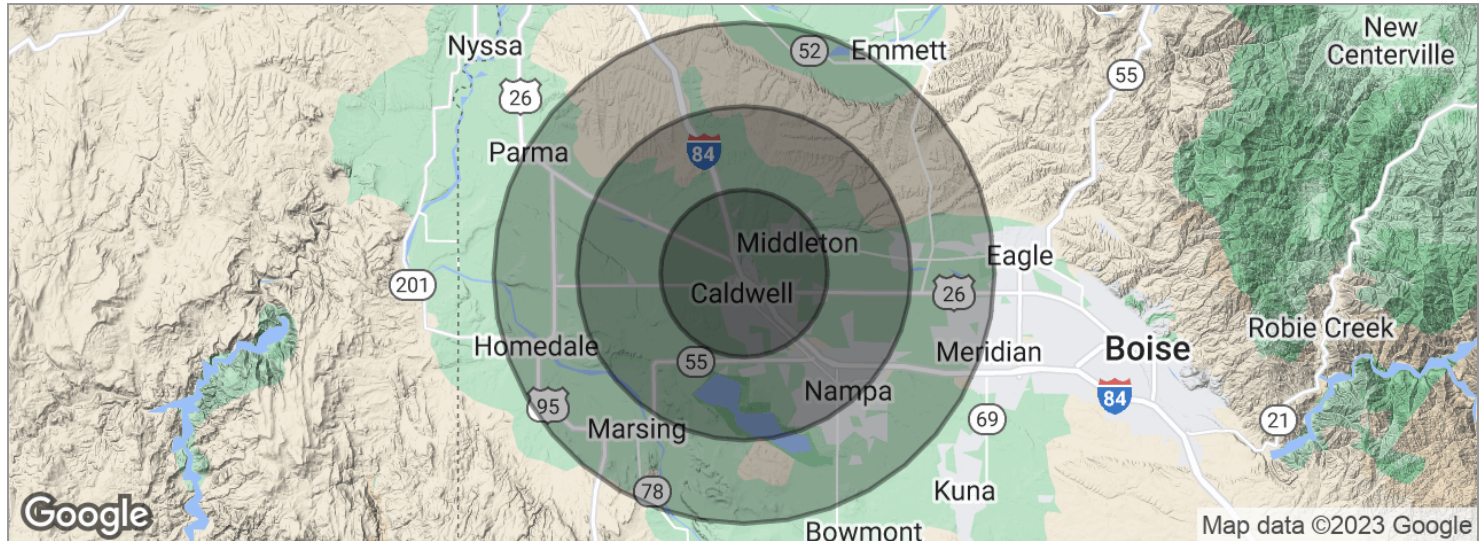 New
Centerville
Nyssa
52
Emmett
55
26
Parma
84
Middleton
Eagle
201
Caldwell
26
Robie Creek
Homedale
55
Meridian
Boise
Nampa
95
84
Marsing
69
21
78
Kuna
Google
Bowmont
Map data ©2023 Google